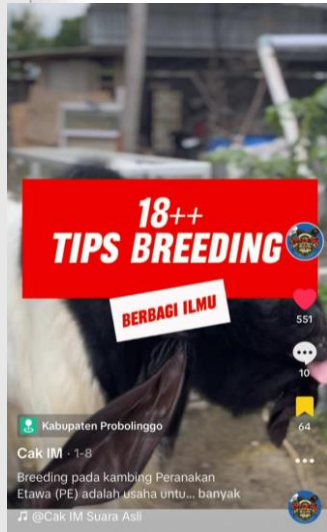 18++
TIPS BREEDING
BERBAGI ILMU
551
10
64
Kabupaten Probolinggo
Cak IM · 1-8
Breeding pada kambing Peranakan
Etawa (PE) adalah usaha untu... banyak
@Cak IM Suara Asli